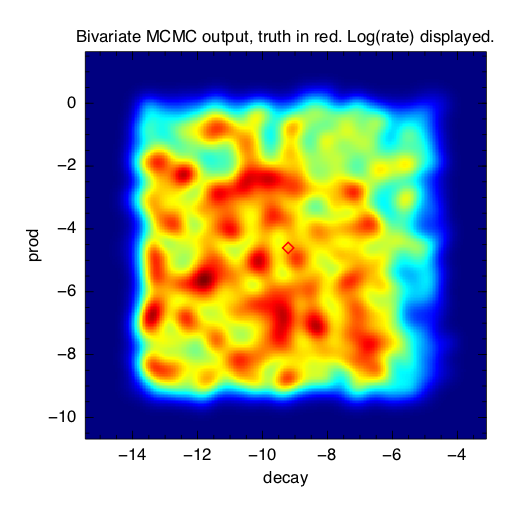 Bivariate MCMC output, truth in red. Log(rate) displayed.
0
−2
−4
−6
−8
−10
prod
−14 −12 −10 −8 −6 −4
decay